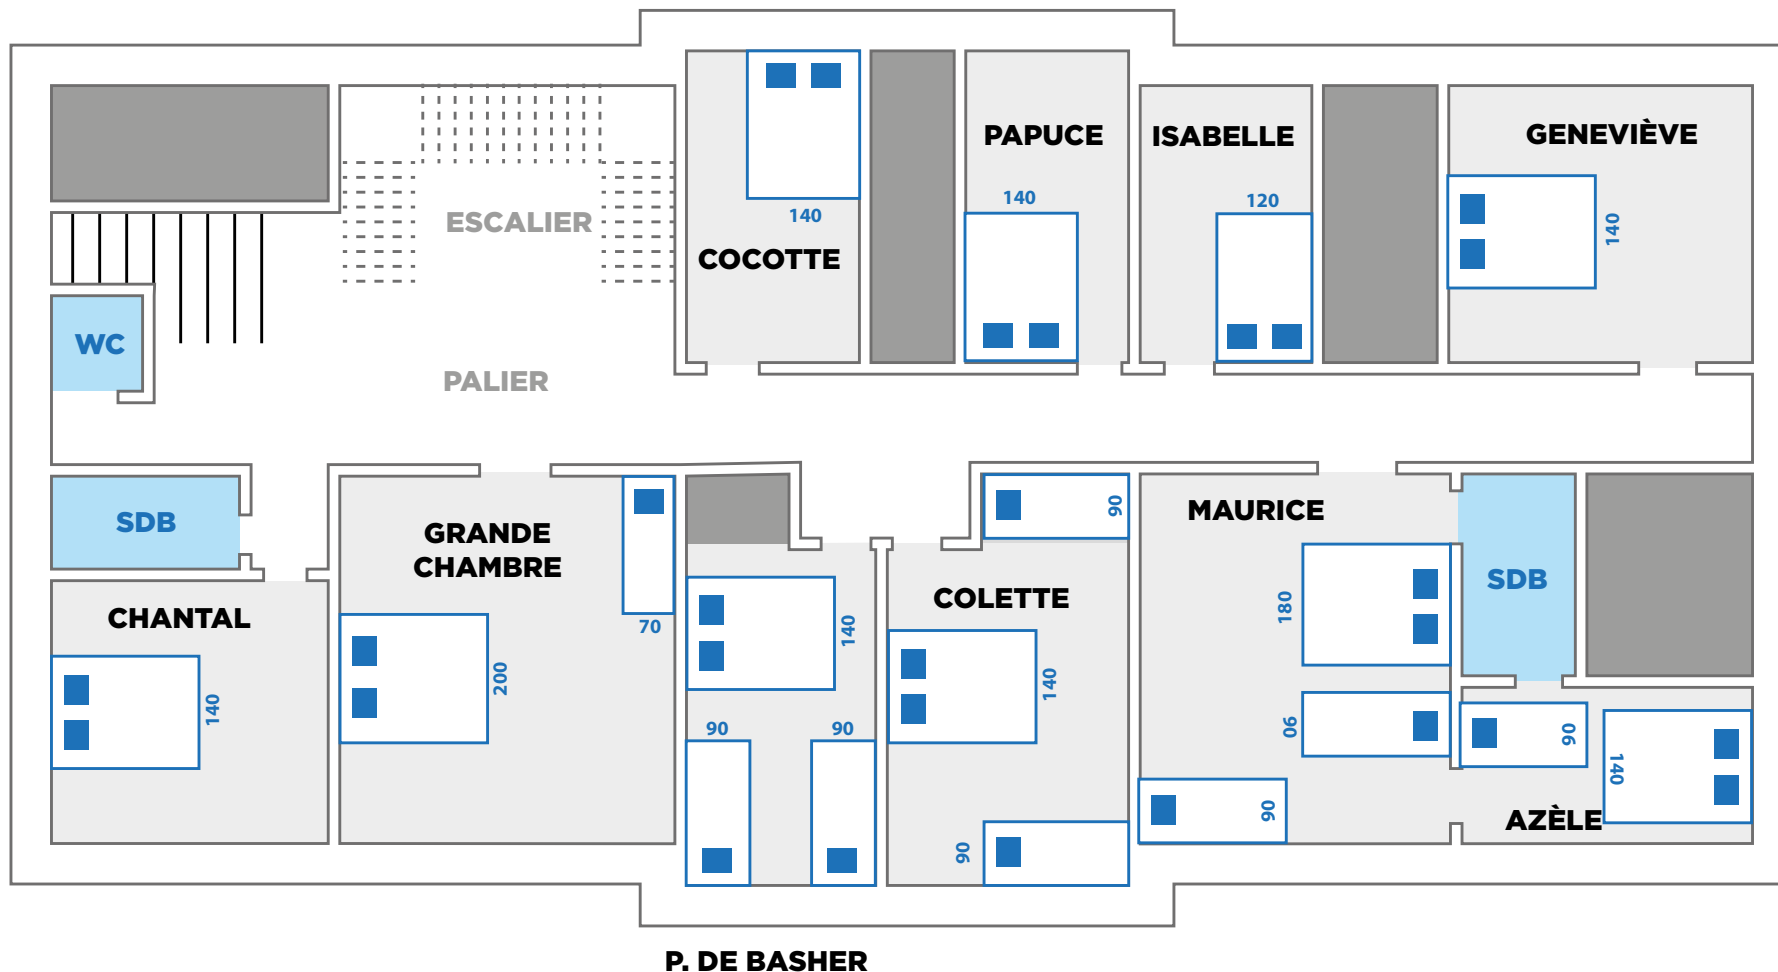 PAPUCE
ISABELLE
GENEVIÈVE
140
140
120
140
ESCALIER
COCOTTE
WC
PALIER
SDB
GRANDE
CHAMBRE
90
MAURICE
SDB
CHANTAL
70
140
COLETTE
180
140
200
140
90
90
90
90
140
90
90
90
AZÈLE
P. DE BASHER